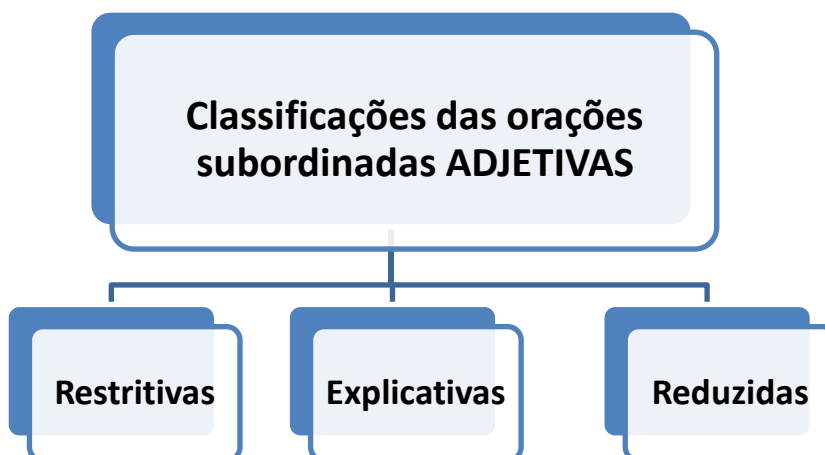 Classificações das orações
subordinadas ADJETIVAS
Restritivas
Explicativas
Reduzidas